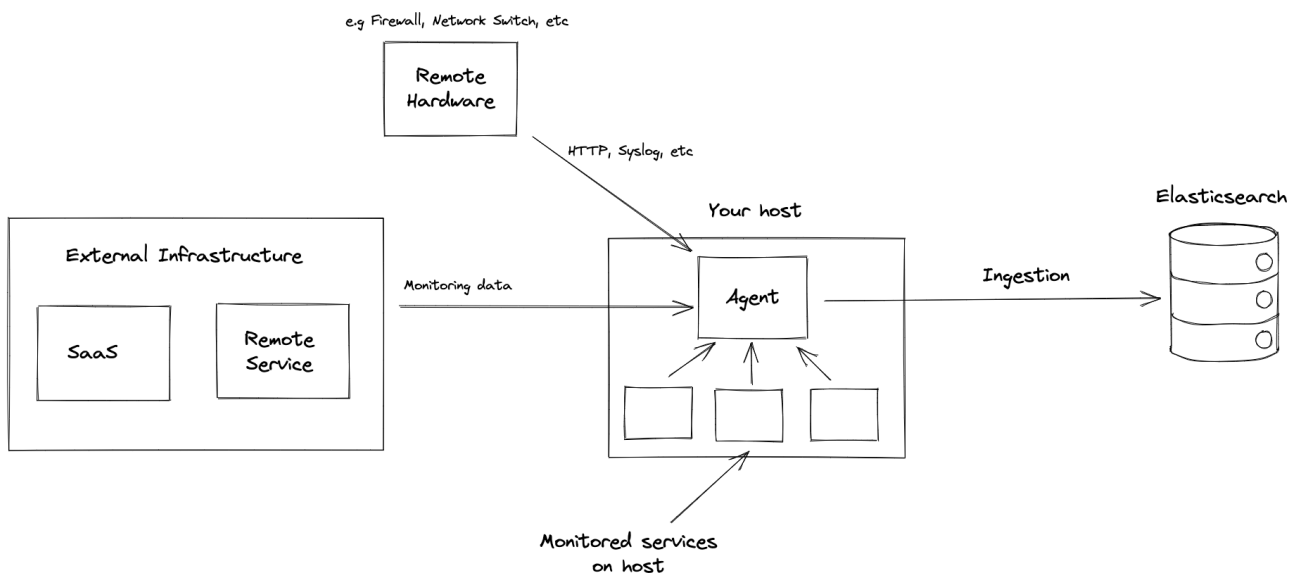 e.g Firewall, Network Switch, etc
Remote
Hardware
HTTP, Syslog, etc
Your host
Elasticsearch
External Infrastructure
Monitoring data
Agent
Ingestion
SaaS
Remote
Service
Monitored services
on host